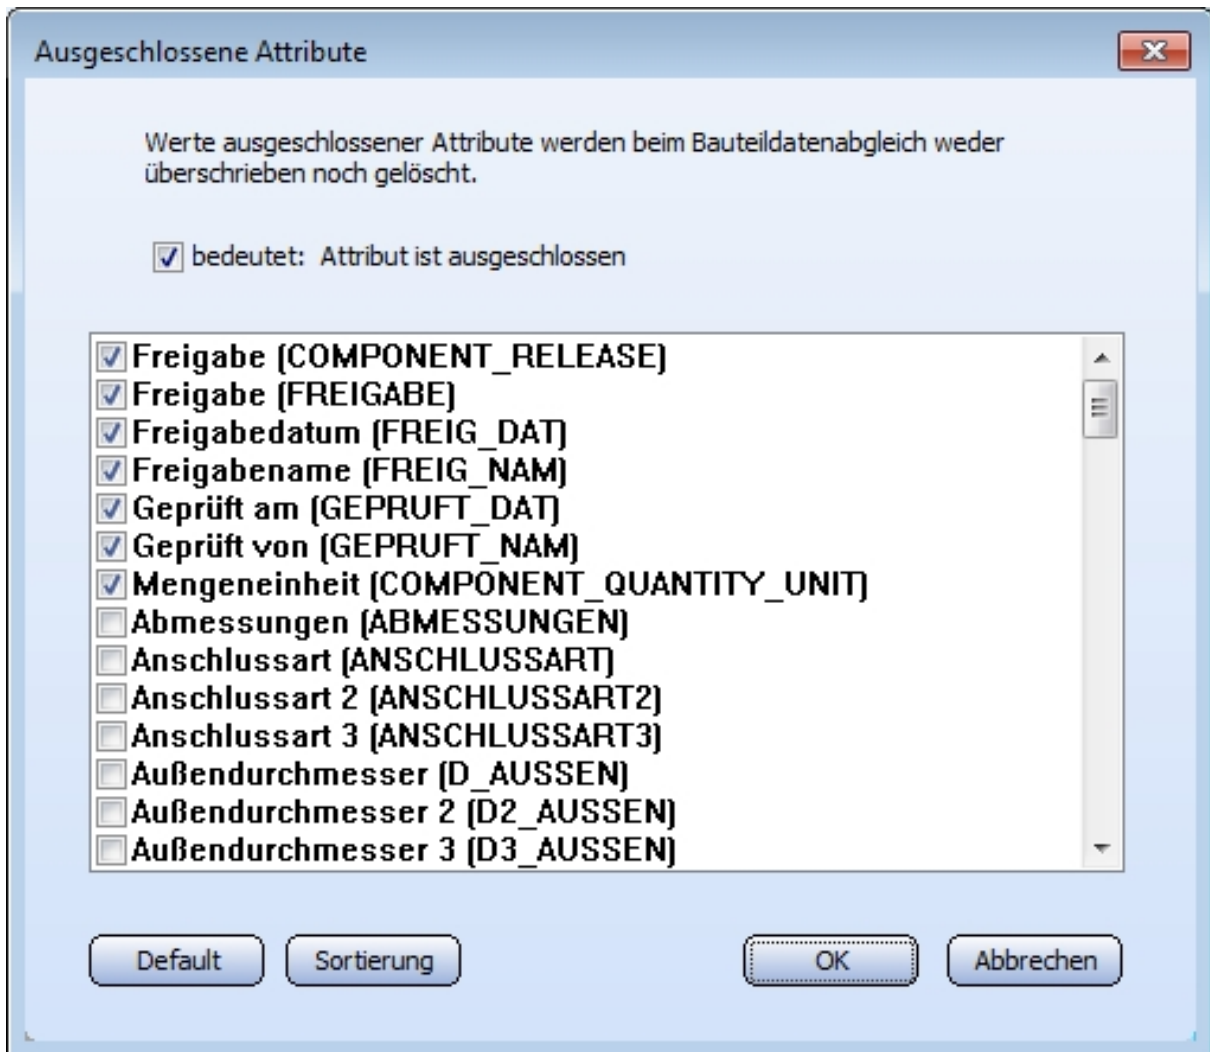 Ausgeschlossene Attribute
Werte ausgeschlossener Attribute werden beim Bauteildatenabgleich weder
überschrieben noch gelöscht.
bedeutet: Attribut ist ausgeschlossen
Freigabe (COMPONENT_RELEASE)
Freigabe (FREIGABE)
Freigabedatum (FREIG_DAT)
Freigabename (FREIG_NAM)
Geprüft am (GEPRUFT_DAT)
Geprüft von (GEPRUFT_NAM)
Mengeneinheit (COMPONENT_QUANTITY_UNIT)
Abmessungen (ABMESSUNGEN)
Anschlussart (ANSCHLUSSART)
Anschlussart 2 (ANSCHLUSSART2)
Anschlussart 3 (ANSCHLUSSART3)
Außendurchmesser (D_AUSSEN)
Außendurchmesser 2 (D2_AUSSEN)
Außendurchmesser 3 (D3_AUSSEN)
Default Sortierung OK Abbrechen